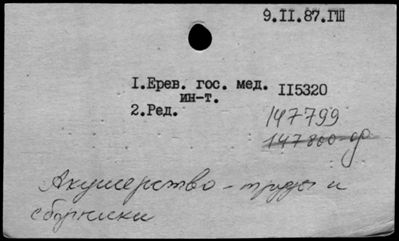 9.II.87.ГШ
I.Ерев. гос. мед. II5320
ин-т.
2.Ред.
147799
147800-ф
Акушерство - труды и
сборники